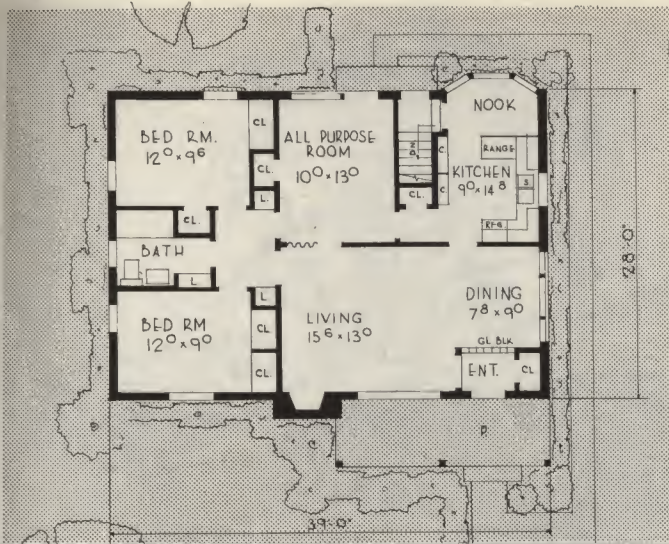 BED RM.
12⁰ x 9⁶
CL
CL.
L.
ALL PURPOSE
ROOM
10⁰ x 13⁰
DN
CL.
NOOK
RANGE
C.
KITCHEN
9⁰ x 14⁸
C
S
RFG
CL.
BATH
L
BED RM
12⁰ x 9⁰
L
CL.
CL.
LIVING
15⁶ x 13⁰
DINING
7⁸ x 9⁰
GL. BLK
ENT.
CL
P.
28'-0"
39'-0"